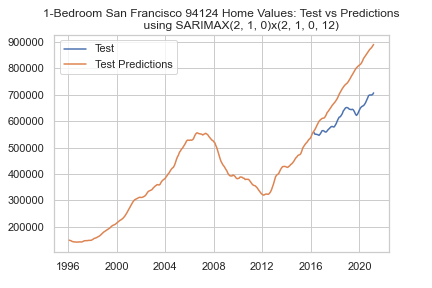 1-Bedroom San Francisco 94124 Home Values: Test vs Predictions
using SARIMAX(2, 1, 0)x(2, 1, 0, 12)
900000
800000
700000
600000
500000
400000
300000
200000
Test
Test Predictions
1996 2000 2004 2008 2012 2016 2020